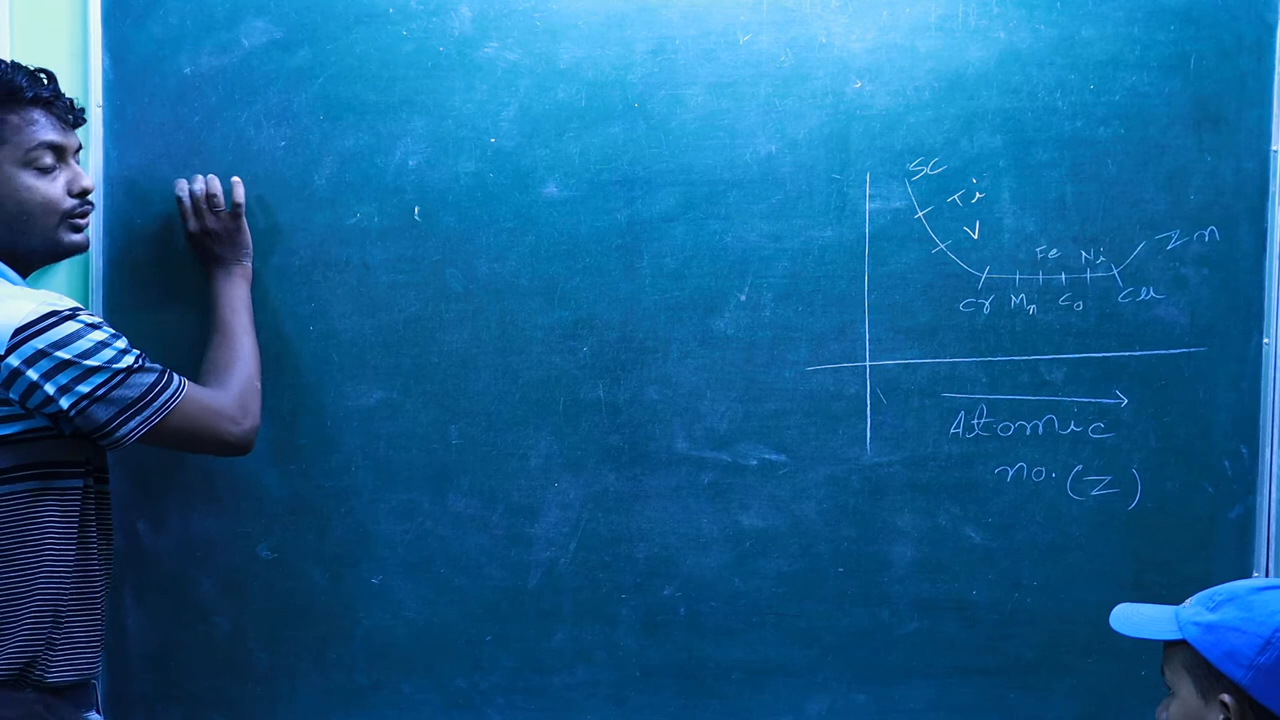 SC
Ti
V
Zn
Fe Ni
Cr Mn Co Cu
Atomic
no. (Z)